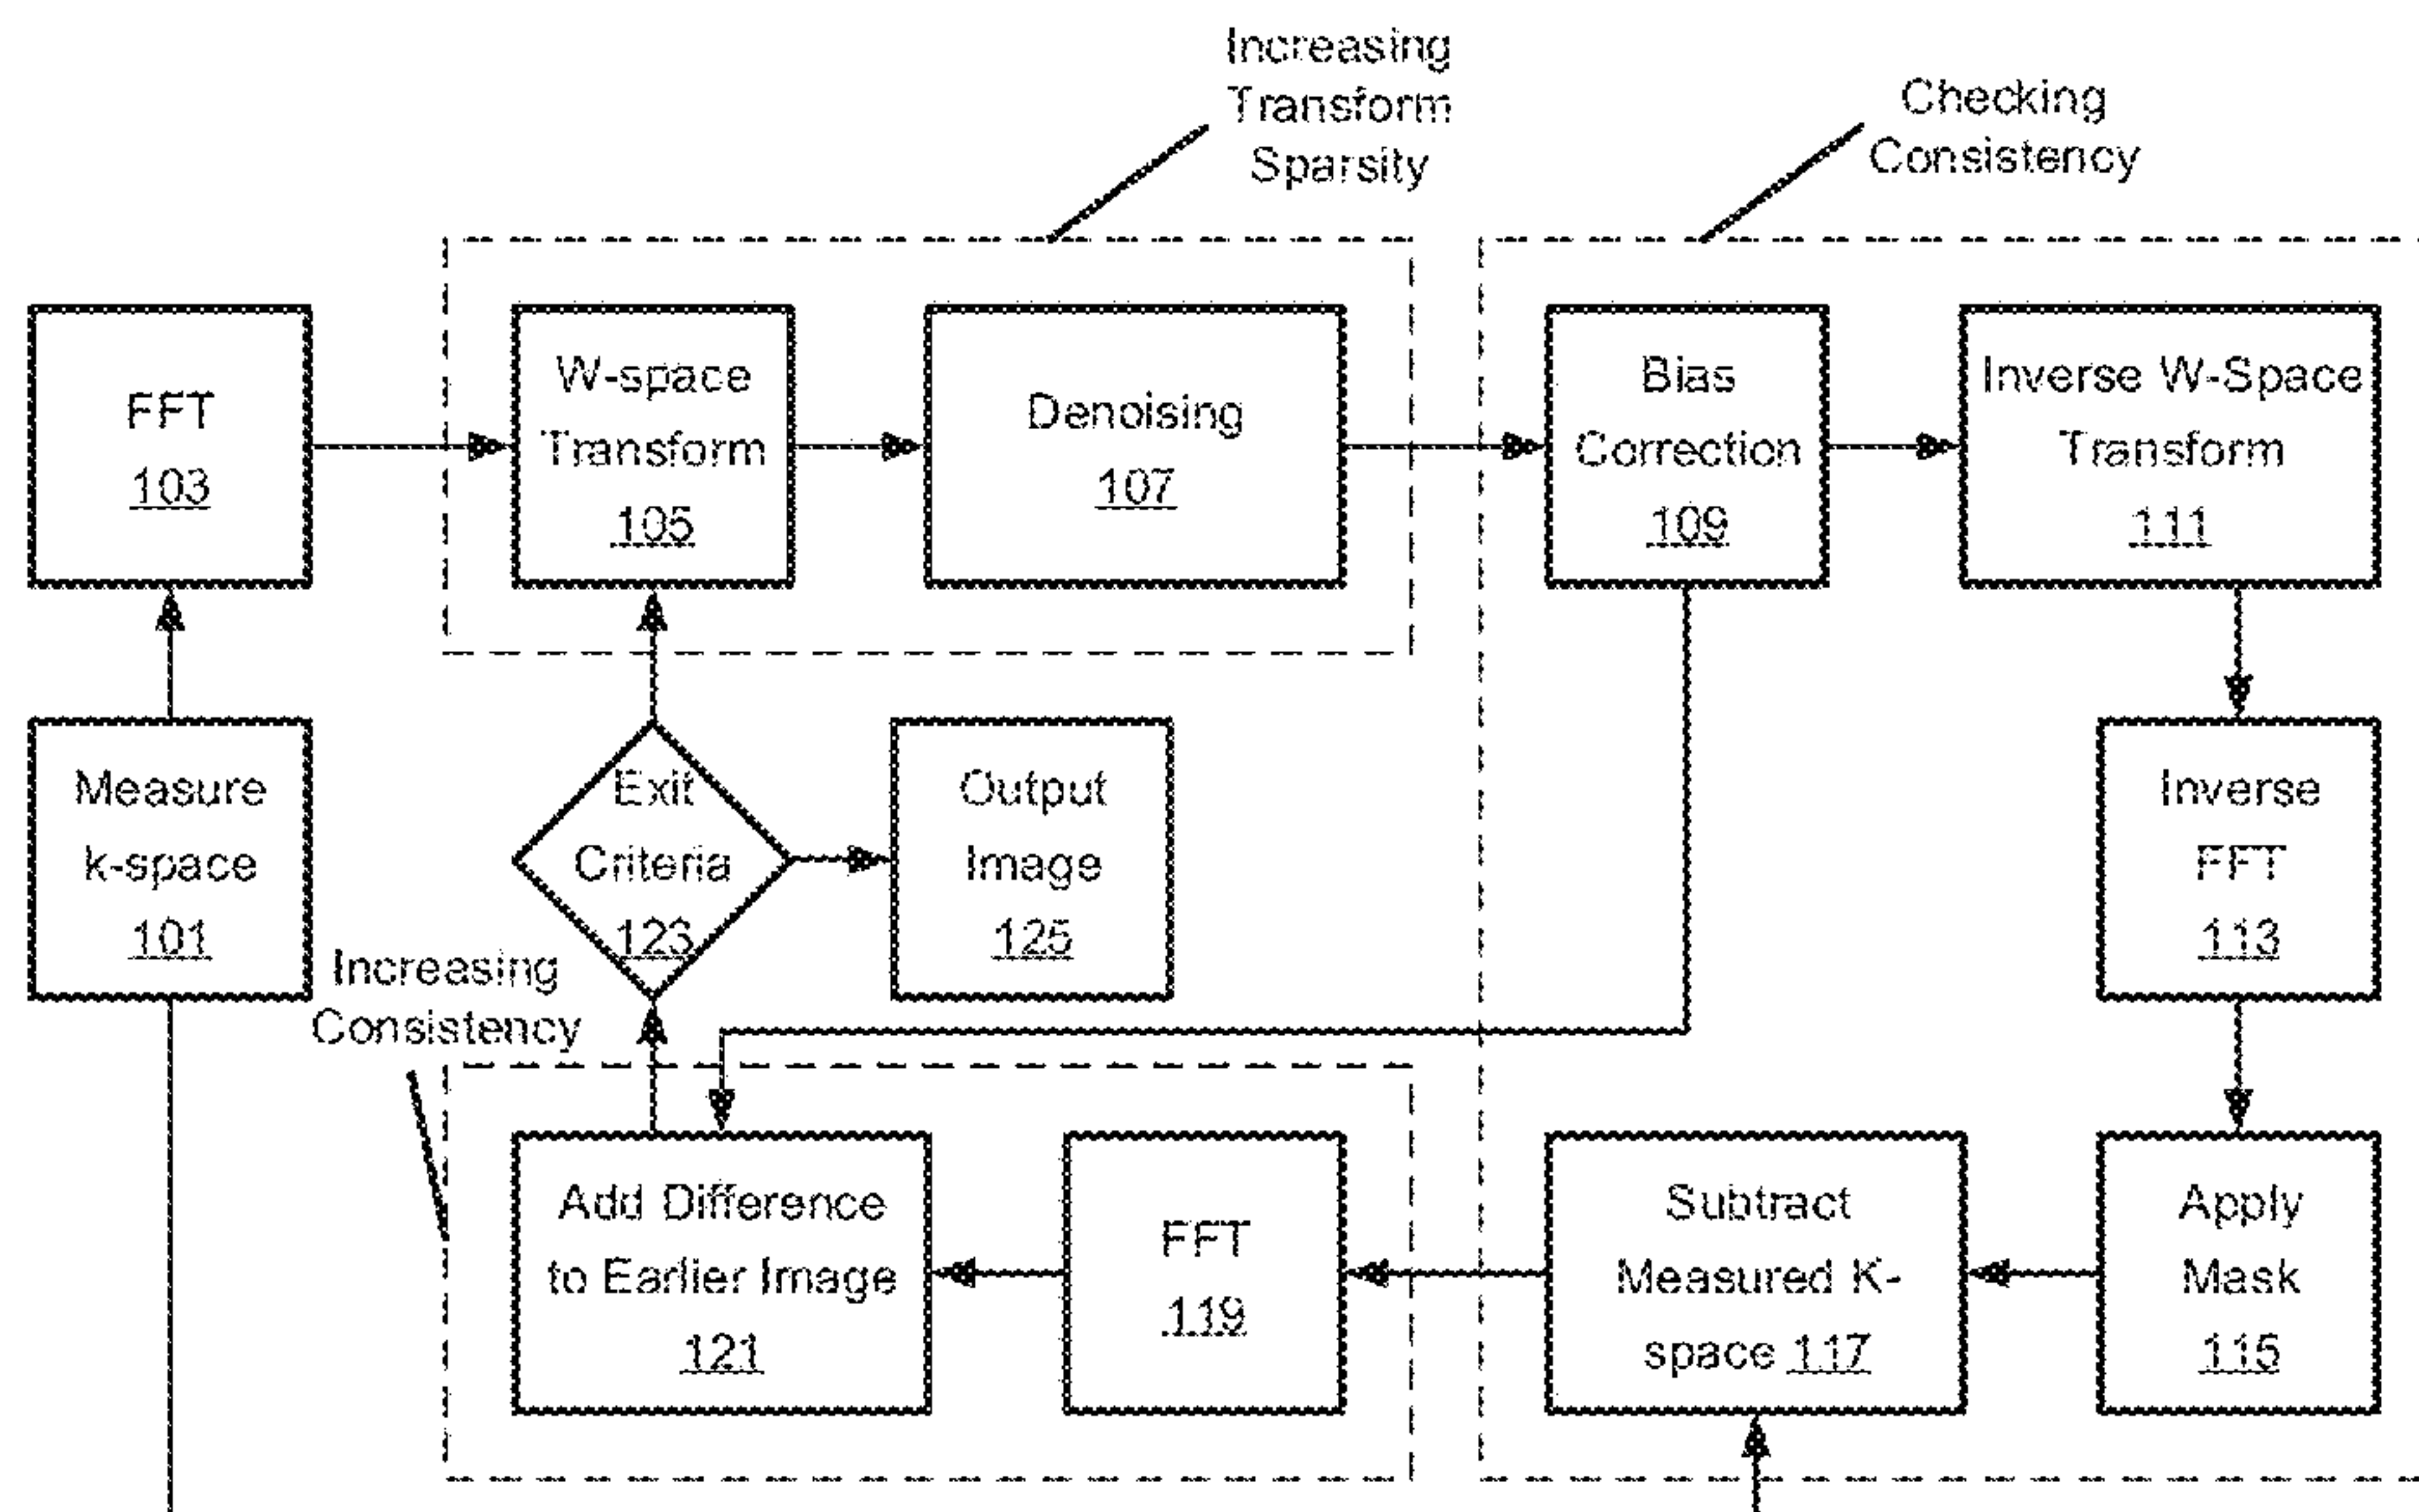 Increasing
Transform
Sparsity
Checking
Consistency
FFT
103
W-space
Transform
105
Denoising
107
Bias
Correction
109
Inverse W-Space
Transform
111
Measure
k-space
101
Exit
Criteria
123
Output
Image
125
Inverse
FFT
113
Increasing
Consistency
Add Difference
to Earlier Image
121
FFT
119
Subtract
Measured K-
space 117
Apply
Mask
115